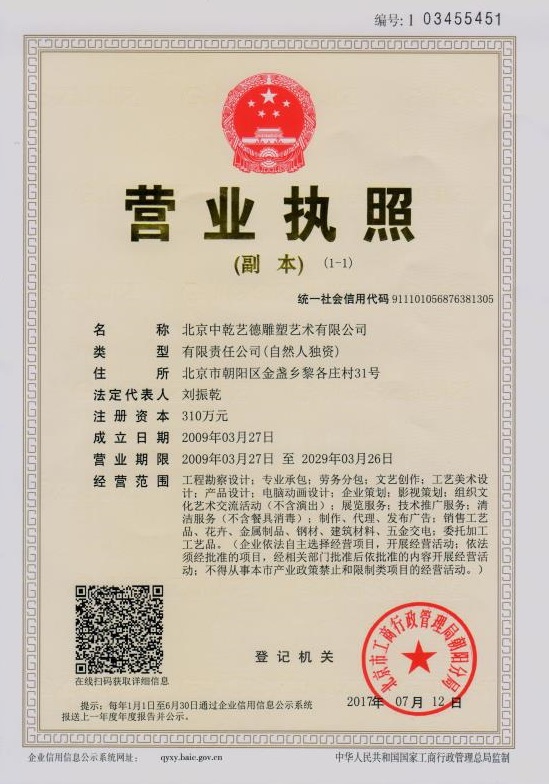 编号:1 03455451
营业执照
(副 本) (1-1)
统一社会信用代码 911101056876381305
名称 北京中乾艺德雕塑艺术有限公司
类型 有限责任公司(自然人独资)
住所 北京市朝阳区金盏乡黎各庄村31号
法定代表人 刘振乾
注册资本 310万元
成立日期 2009年03月27日
营业期限 2009年03月27日 至 2029年03月26日
经营范围 工程勘察设计；专业承包；劳务分包；文艺创作；工艺美术设
计；产品设计；电脑动画设计；企业策划；影视策划；组织文
化艺术交流活动（不含演出）；展览服务；技术推广服务；清
洁服务（不含餐具消毒）；制作、代理、发布广告；销售工艺
品、花卉、金属制品、钢材、建筑材料、五金交电；委托加工
工艺品。（企业依法自主选择经营项目，开展经营活动；依法
须经批准的项目，经相关部门批准后依批准的内容开展经营活
动；不得从事本市产业政策禁止和限制类项目的经营活动。）
在线扫码获取详细信息
登记机关
北京市工商行政管理局朝阳分局
2017年 07月 12日
提示：每年1月1日至6月30日通过企业信用信息公示系统
报送上一年度年度报告并公示。
企业信用信息公示系统网址： qyxy.baic.gov.cn
中华人民共和国国家工商行政管理总局监制